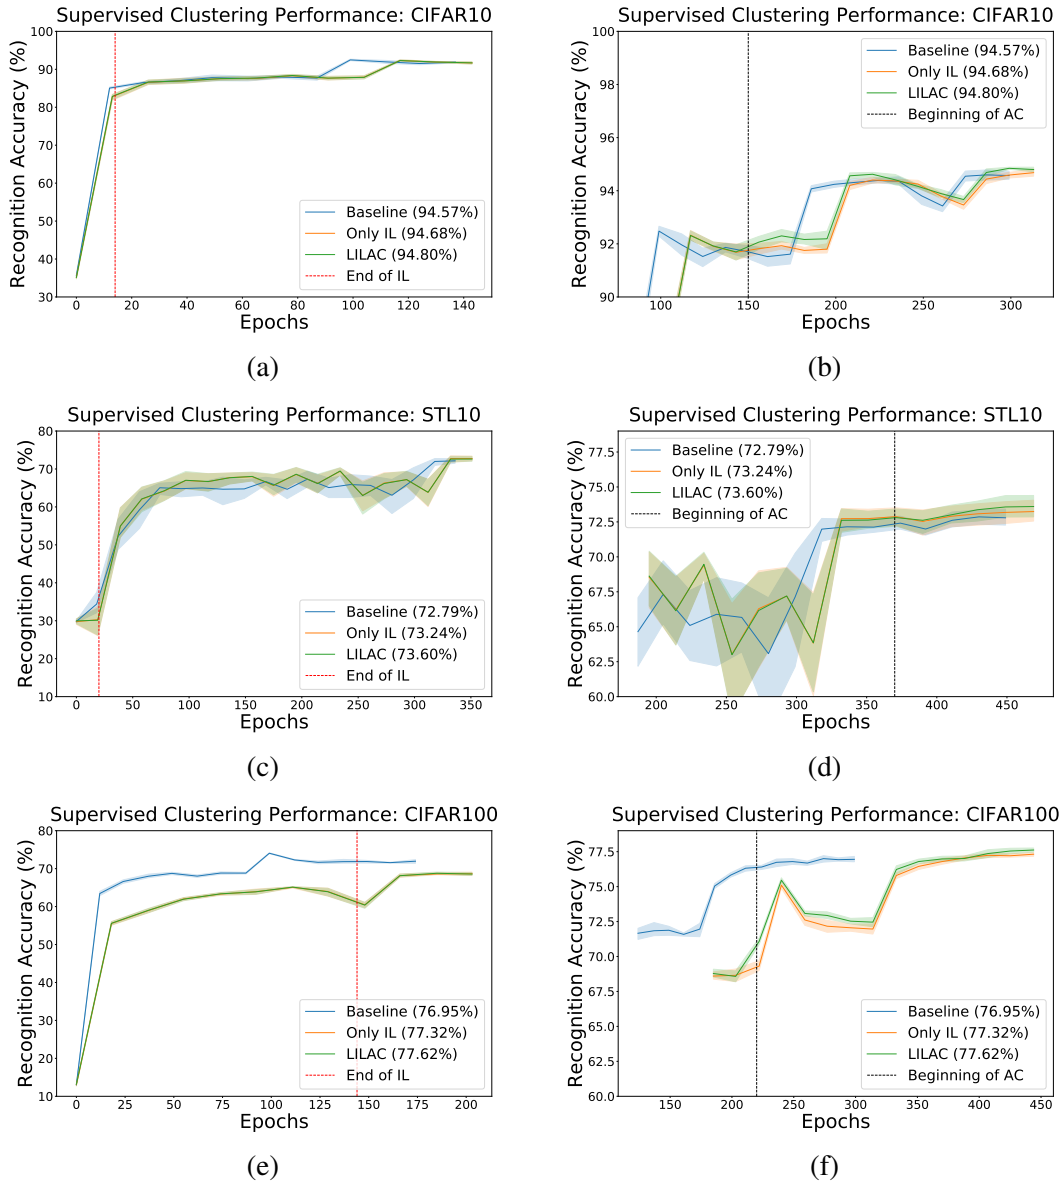 Supervised Clustering Performance: CIFAR10
Recognition Accuracy (%)
100
90
80
70
60
50
40
30
Baseline (94.57%)
Only IL (94.68%)
LILAC (94.80%)
End of IL
0 20 40 60 80 100 120 140
Epochs
(a)
Supervised Clustering Performance: CIFAR10
Recognition Accuracy (%)
100
98
96
94
92
90
Baseline (94.57%)
Only IL (94.68%)
LILAC (94.80%)
Beginning of AC
100 150 200 250 300
Epochs
(b)
Supervised Clustering Performance: STL10
Recognition Accuracy (%)
80
70
60
50
40
30
20
10
Baseline (72.79%)
Only IL (73.24%)
LILAC (73.60%)
End of IL
0 50 100 150 200 250 300 350
Epochs
(c)
Supervised Clustering Performance: STL10
Recognition Accuracy (%)
77.5
75.0
72.5
70.0
67.5
65.0
62.5
60.0
Baseline (72.79%)
Only IL (73.24%)
LILAC (73.60%)
Beginning of AC
200 250 300 350 400 450
Epochs
(d)
Supervised Clustering Performance: CIFAR100
Recognition Accuracy (%)
80
70
60
50
40
30
20
10
Baseline (76.95%)
Only IL (77.32%)
LILAC (77.62%)
End of IL
0 25 50 75 100 125 150 175 200
Epochs
(e)
Supervised Clustering Performance: CIFAR100
Recognition Accuracy (%)
77.5
75.0
72.5
70.0
67.5
65.0
62.5
60.0
Baseline (76.95%)
Only IL (77.32%)
LILAC (77.62%)
Beginning of AC
150 200 250 300 350 400 450
Epochs
(f)